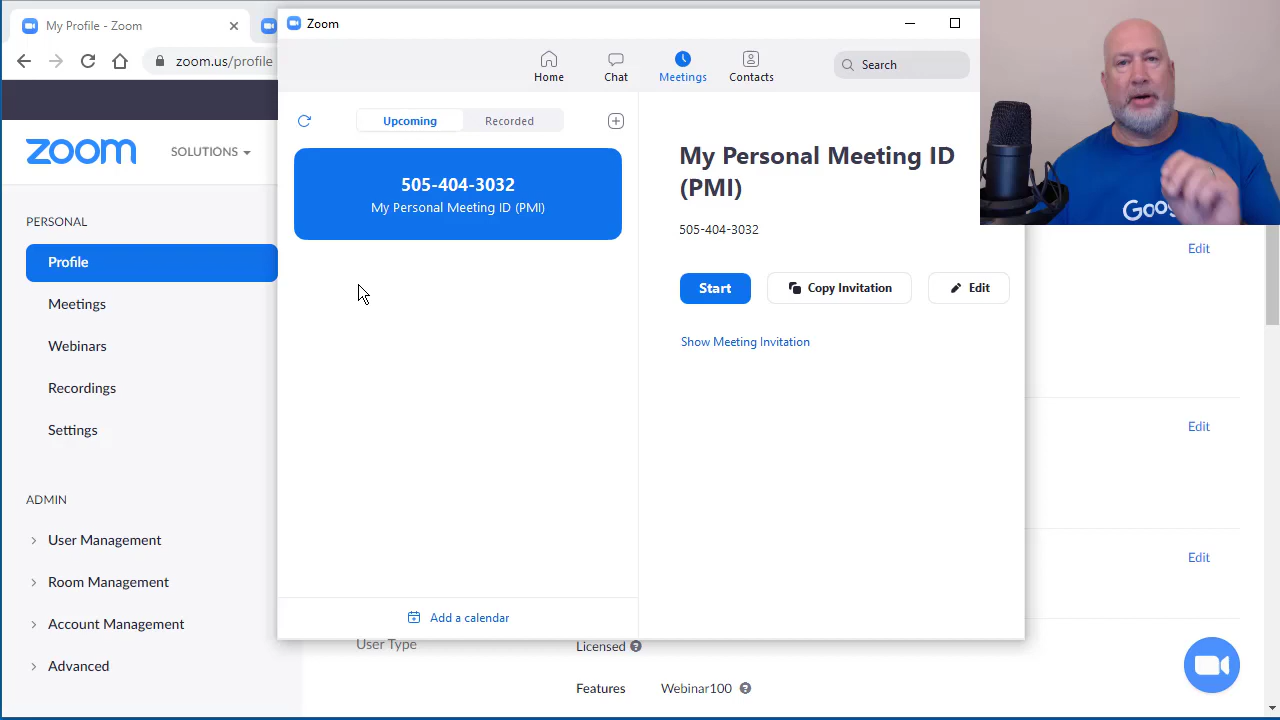 My Profile - Zoom
Zoom
zoom.us/profile
Home
Chat
Meetings
Contacts
Search
zoom
SOLUTIONS
Upcoming
Recorded
505-404-3032
My Personal Meeting ID (PMI)
My Personal Meeting ID
(PMI)
505-404-3032
Start
Copy Invitation
Edit
Show Meeting Invitation
Add a calendar
PERSONAL
Profile
Meetings
Webinars
Recordings
Settings
ADMIN
User Management
Room Management
Account Management
Advanced
Edit
Edit
Edit
User Type
Licensed
Features
Webinar100